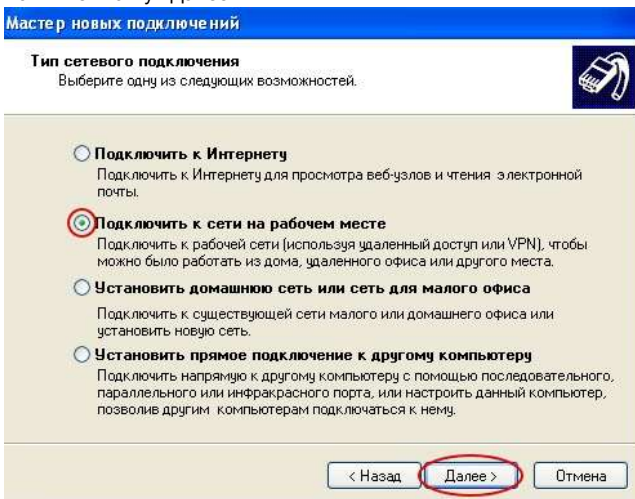 Мастер новых подключений
Тип сетевого подключения
Выберите одну из следующих возможностей.
Подключить к Интернету
Подключить к Интернету для просмотра веб-узлов и чтения электронной
почты.
Подключить к сети на рабочем месте
Подключить к рабочей сети (используя удаленный доступ или VPN), чтобы
можно было работать из дома, удаленного офиса или другого места.
Установить домашнюю сеть или сеть для малого офиса
Подключить к существующей сети малого или домашнего офиса или
установить новую сеть.
Установить прямое подключение к другому компьютеру
Подключить напрямую к другому компьютеру с помощью последовательного,
параллельного или инфракрасного порта, или настроить данный компьютер,
позволив другим компьютерам подключаться к нему.
< Назад Далее > Отмена